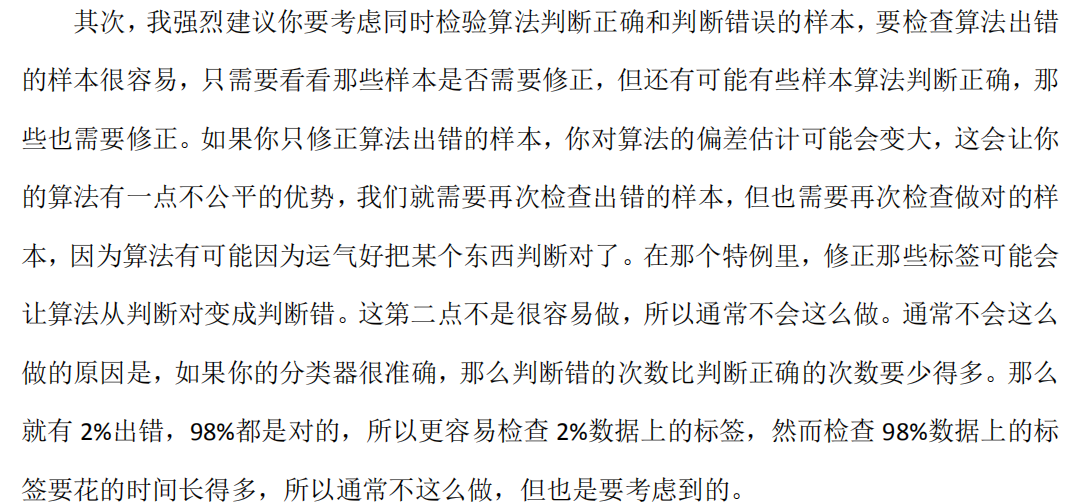 其次，我强烈建议你要考虑同时检验算法判断正确和判断错误的样本，要检查算法出错
的样本很容易，只需要看看那些样本是否需要修正，但还有可能有些样本算法判断正确，那
些也需要修正。如果你只修正算法出错的样本，你对算法的偏差估计可能会变大，这会让你
的算法有一点不公平的优势，我们就需要再次检查出错的样本，但也需要再次检查做对的样
本，因为算法有可能因为运气好把某个东西判断对了。在那个特例里，修正那些标签可能会
让算法从判断对变成判断错。这第二点不是很容易做，所以通常不会这么做。通常不会这么
做的原因是，如果你的分类器很准确，那么判断错的次数比判断正确的次数要少得多。那么
就有 2%出错，98%都是对的，所以更容易检查 2%数据上的标签，然而检查 98%数据上的标
签要花的时间长得多，所以通常不这么做，但也是要考虑到的。